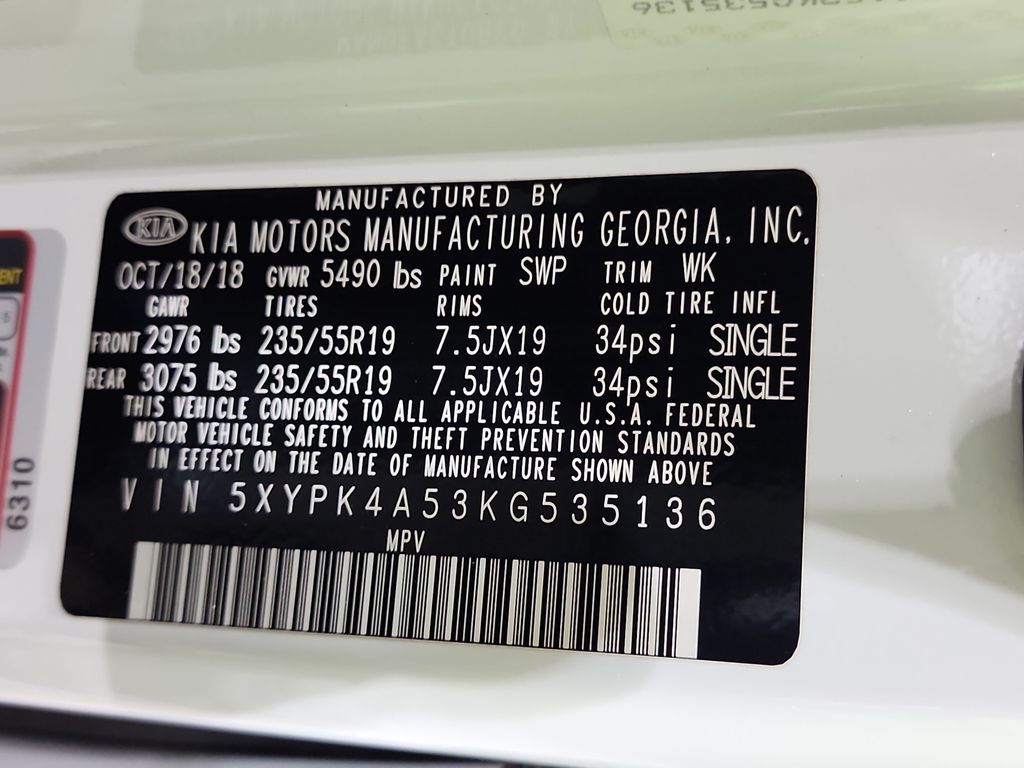 535136
MANUFACTURED BY
KIA KIA MOTORS MANUFACTURING GEORGIA, INC.
OCT/18/18 GVWR 5490 lbs PAINT SWP TRIM WK
GAWR TIRES RIMS COLD TIRE INFL
FRONT 2976 lbs 235/55R19 7.5JX19 34psi SINGLE
REAR 3075 lbs 235/55R19 7.5JX19 34psi SINGLE
THIS VEHICLE CONFORMS TO ALL APPLICABLE U.S.A. FEDERAL
MOTOR VEHICLE SAFETY AND THEFT PREVENTION STANDARDS
IN EFFECT ON THE DATE OF MANUFACTURE SHOWN ABOVE
VIN 5XYPK4A53KG535136
MPV
6310